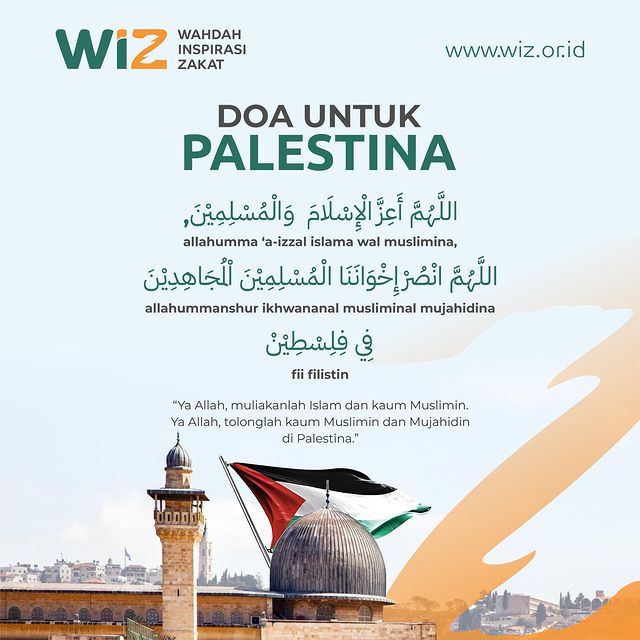 WIZ
WAHDAH
INSPIRASI
ZAKAT
www.wiz.or.id
DOA UNTUK
PALESTINA
اللَّهُمَّ أَعِزَّ الْإِسْلَامَ وَالْمُسْلِمِيْنَ,
allahumma ‘a-izzal islama wal muslimina,
اللَّهُمَّ انْصُرْ إِخْوَانَنَا الْمُسْلِمِيْنَ الْمُجَاهِدِيْنَ
allahummanshur ikhwananal musliminal mujahidina
فِي فِلِسْطِيْنْ
fii filistin
“Ya Allah, muliakanlah Islam dan kaum Muslimin.
Ya Allah, tolonglah kaum Muslimin dan Mujahidin
di Palestina.”